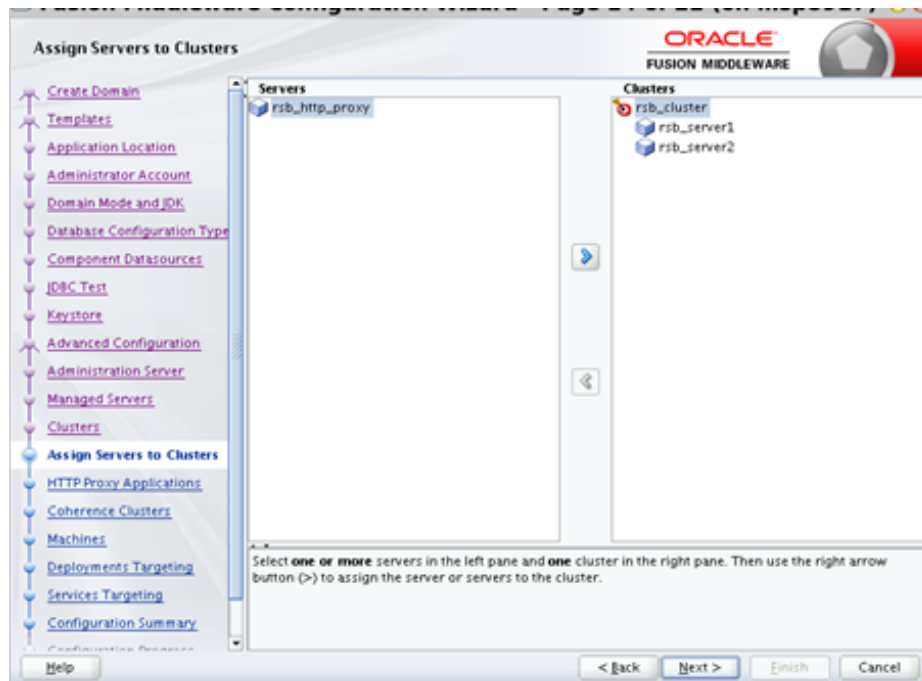 Assign Servers to Clusters
ORACLE
FUSION MIDDLEWARE
Create Domain
Templates
Application Location
Administrator Account
Domain Mode and JDK
Database Configuration Type
Component Datasources
JDBC Test
Keystore
Advanced Configuration
Administration Server
Managed Servers
Clusters
Assign Servers to Clusters
HTTP Proxy Applications
Coherence Clusters
Machines
Deployments Targeting
Services Targeting
Configuration Summary
Servers
rsb_http_proxy
Clusters
rsb_cluster
rsb_server1
rsb_server2
Select one or more servers in the left pane and one cluster in the right pane. Then use the right arrow
button (>) to assign the server or servers to the cluster.
Help
< Back
Next >
Finish
Cancel